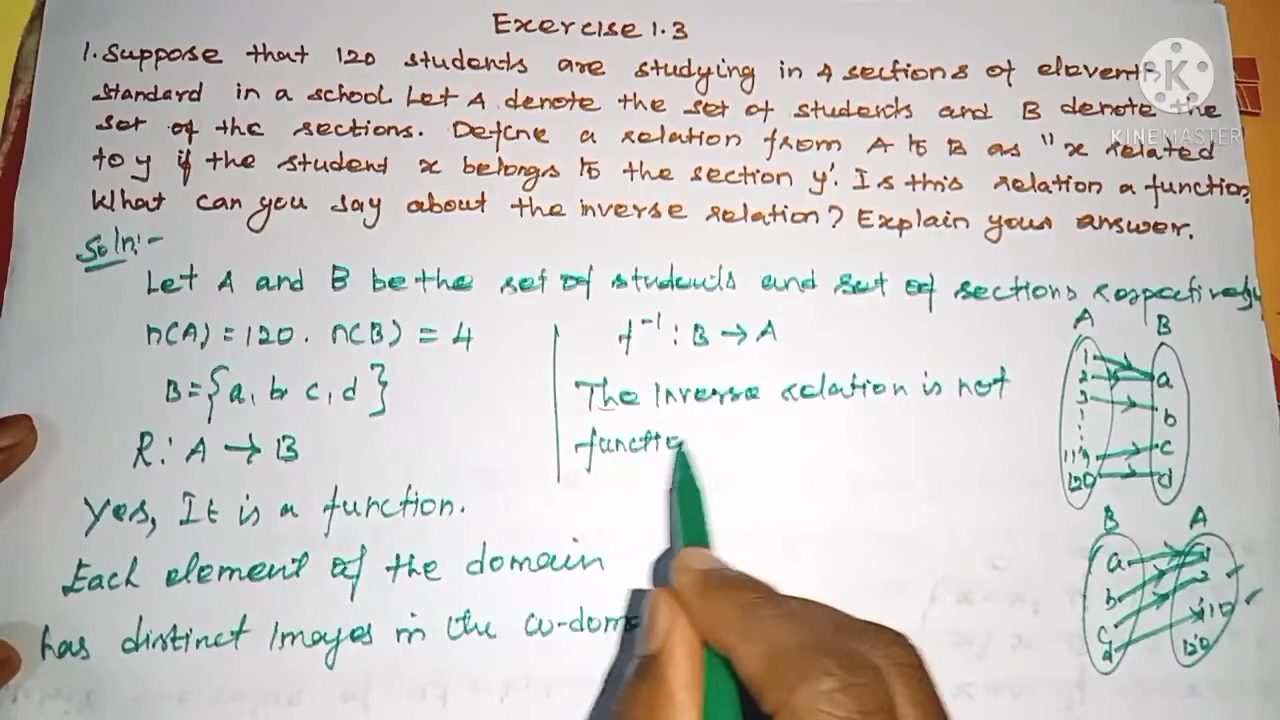 Exercise 1.3
1. Suppose that 120 students are studying in 4 sections of eleventh
standard in a school. Let A denote the set of students and B denote the
set of the sections. Define a relation from A to B as "x related
to y if the student x belongs to the section y". Is this relation a function?
What can you say about the inverse relation? Explain your answer.
Soln:-
Let A and B be the set of students and set of sections respectively
n(A) = 120. n(B) = 4
B = {a, b c, d}
R: A → B
Yes, It is a function.
Each element of the domain
has distinct Images in the co-doma
f⁻¹ : B → A
The Inverse relation is not
functio
A B
1
2 a
3 b
119 c
120 d
B A
a 1
b 2
c
d 120
K
KINEMASTER